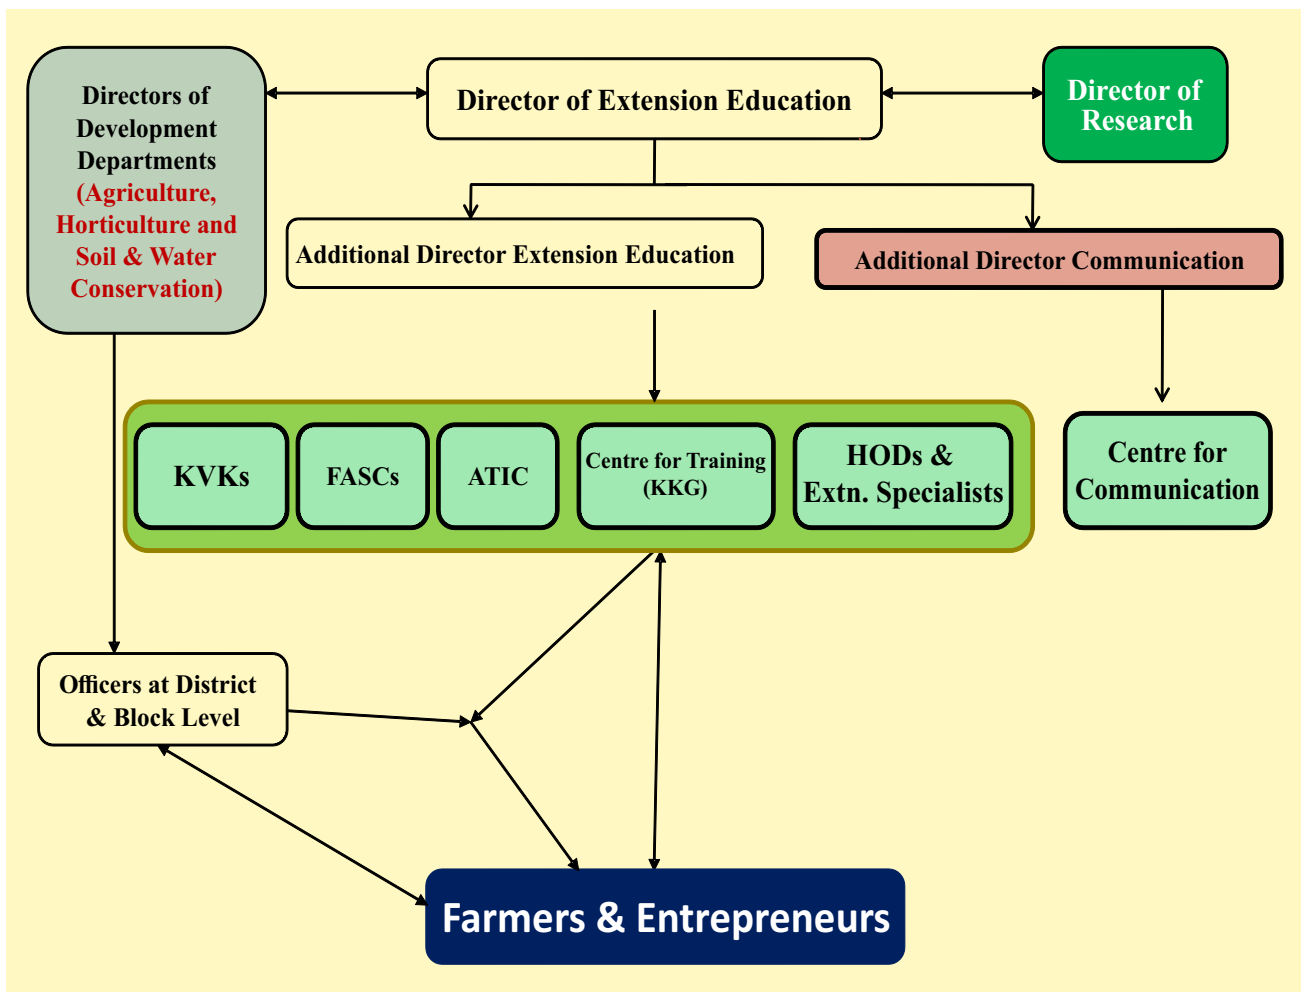 Directors of
Development
Departments
(Agriculture,
Horticulture and
Soil & Water
Conservation)
Director of Extension Education
Director of
Research
Additional Director Extension Education
Additional Director Communication
KVKs
FASCs
ATIC
Centre for Training
(KKG)
HODs &
Extn. Specialists
Centre for
Communication
Officers at District
& Block Level
Farmers & Entrepreneurs